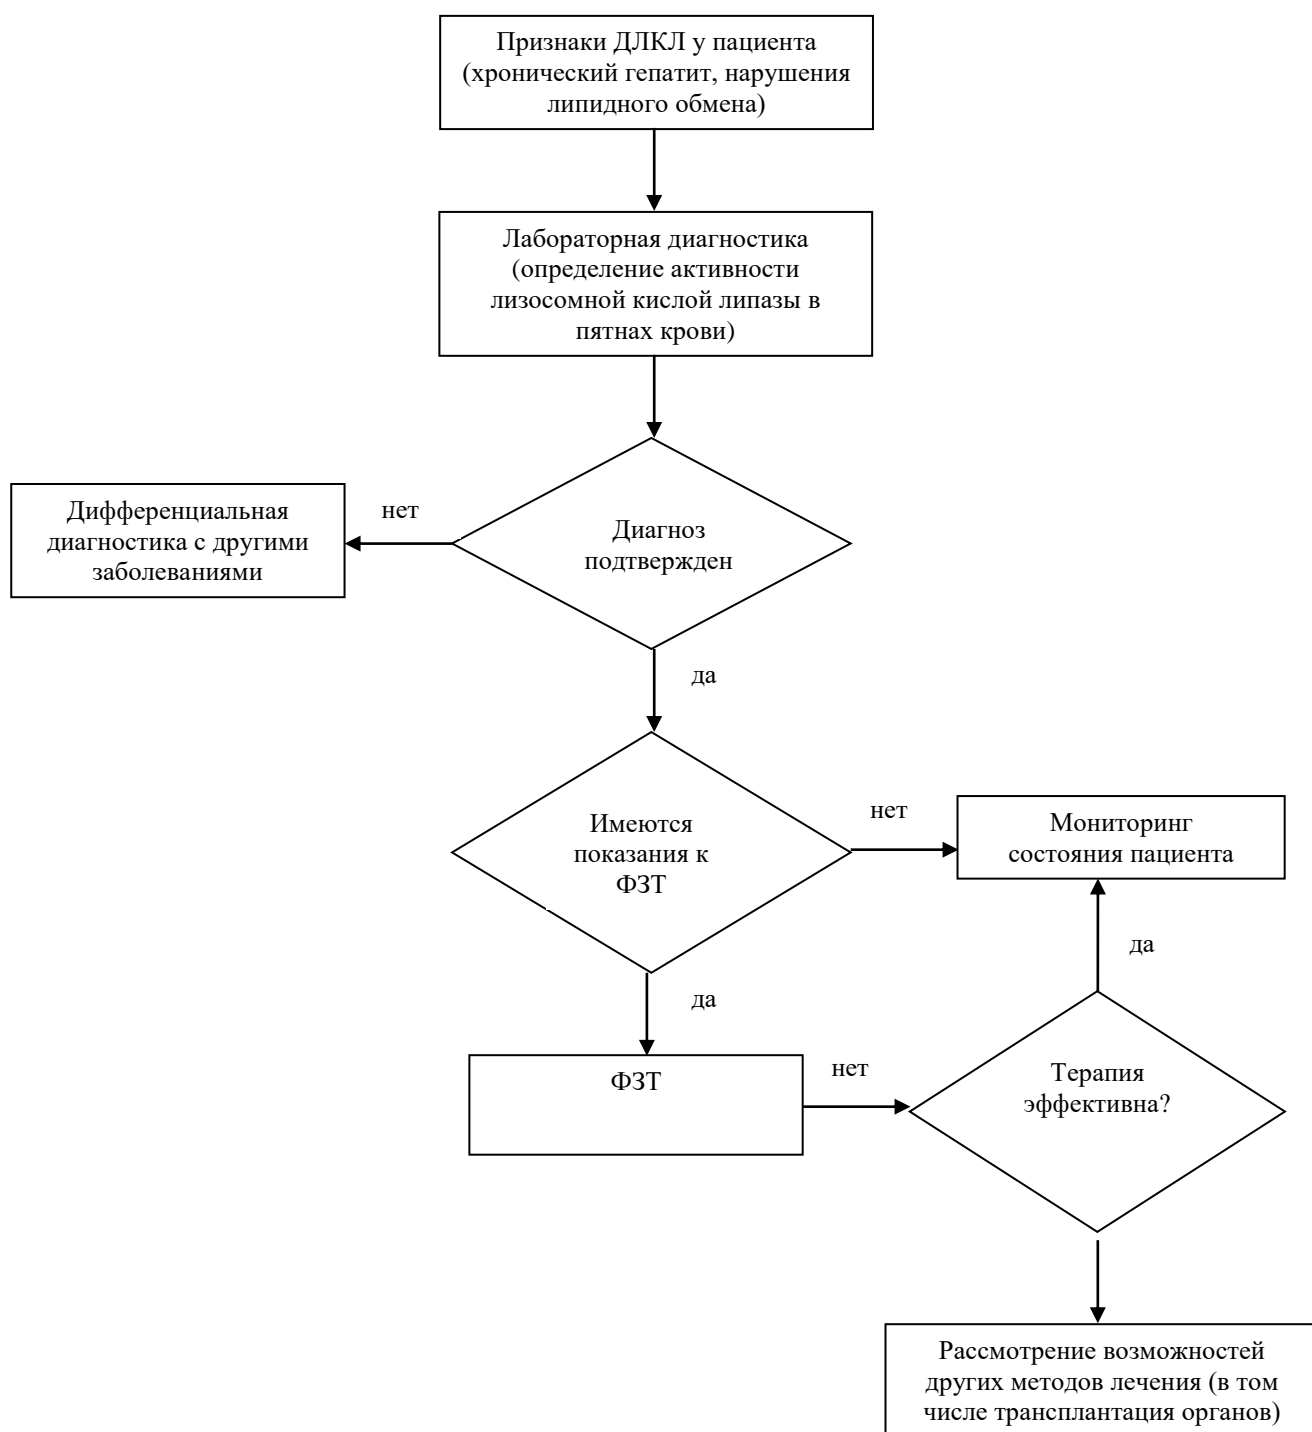 Признаки ДЛКЛ у пациента
(хронический гепатит, нарушения
липидного обмена)
Лабораторная диагностика
(определение активности
лизосомной кислой липазы в
пятнах крови)
нет
Дифференциальная
диагностика с другими
заболеваниями
Диагноз
подтвержден
да
Имеются
показания к
ФЗТ
нет
Мониторинг
состояния пациента
да
да
ФЗТ
нет
Терапия
эффективна?
Рассмотрение возможностей
других методов лечения (в том
числе трансплантация органов)